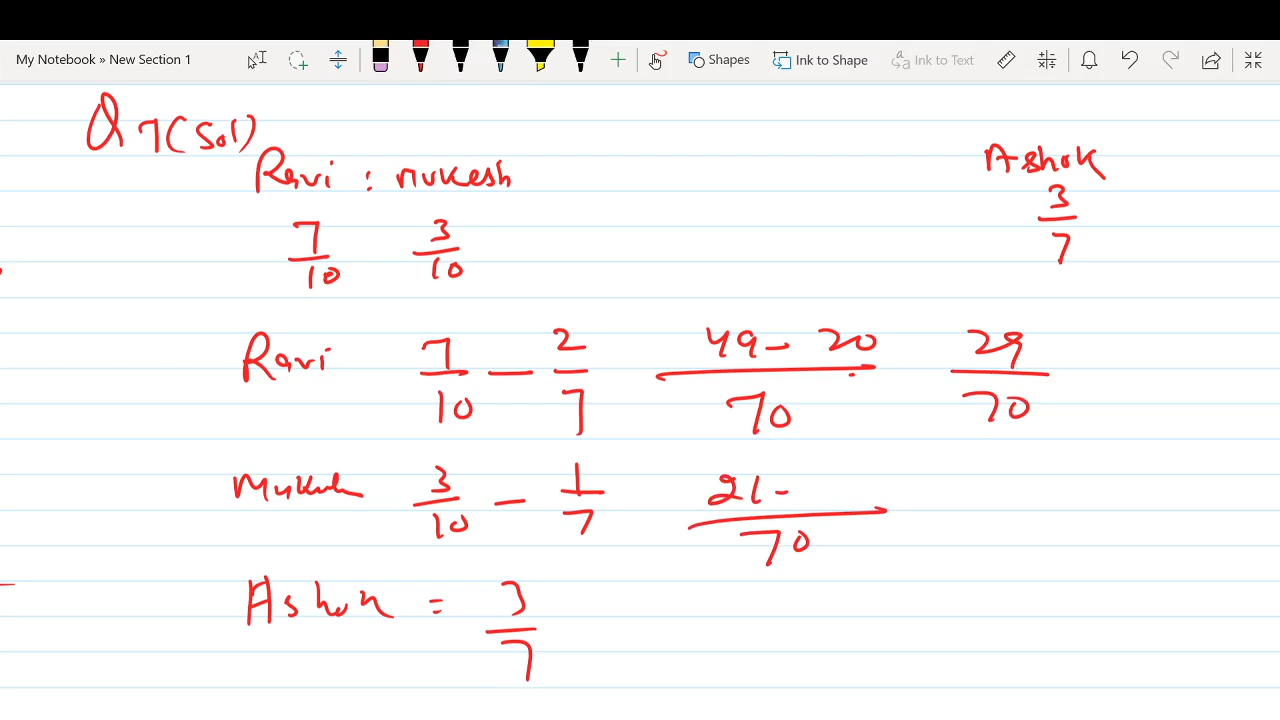 My Notebook » New Section 1
Shapes
Ink to Shape
Ink to Text
Q 7 (Sol)
Ravi : Mukesh
Ashok
7/10 3/10
3/7
Ravi 7/10 - 2/7 49 - 20/70 29/70
3/10 - 1/7 21 -/70
Ashok = 3/7